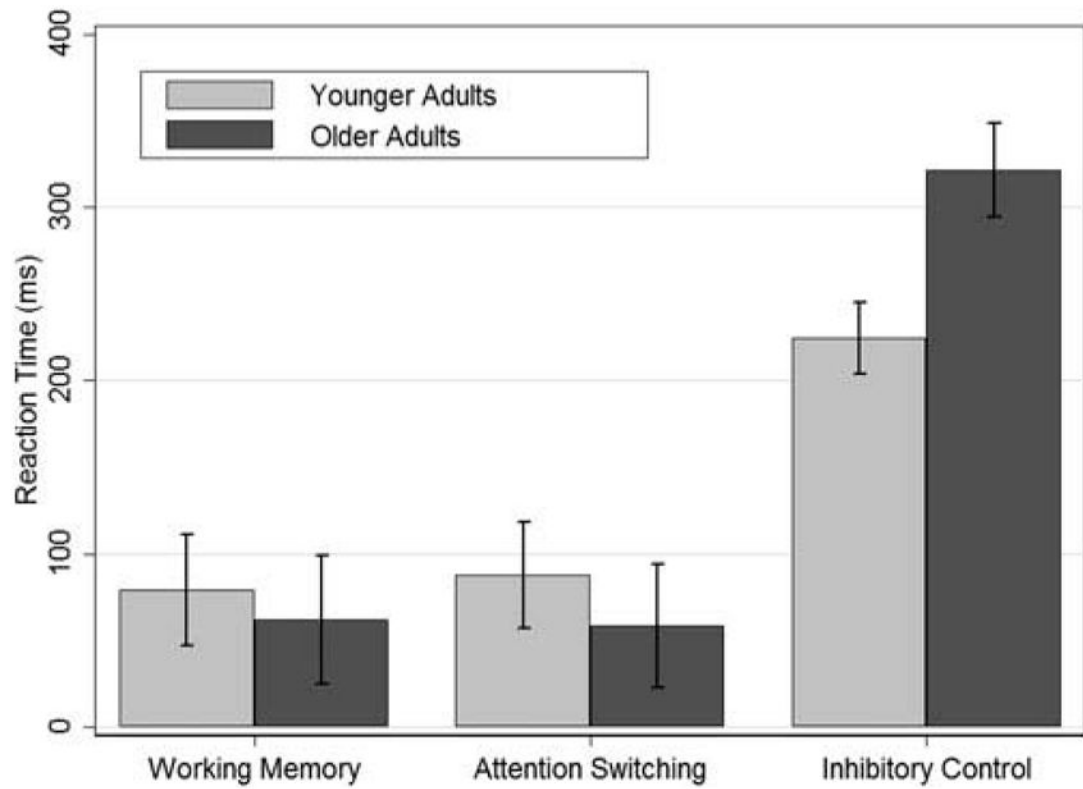 400
Younger Adults
Older Adults
300
Reaction Time (ms)
200
100
0
Working Memory Attention Switching Inhibitory Control